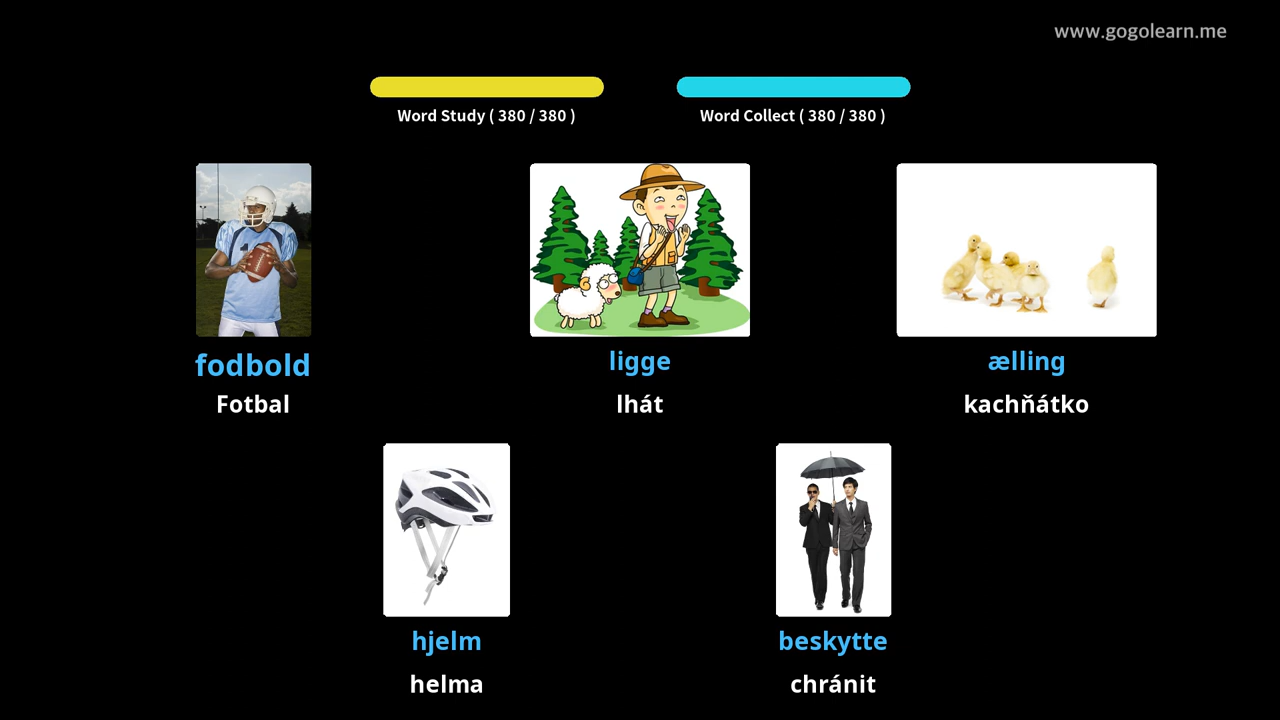 www.gogolearn.me
Word Study ( 380 / 380 )
Word Collect ( 380 / 380 )
fodbold
Fotbal
ligge
lhát
ælling
kachňátko
hjelm
helma
beskytte
chránit